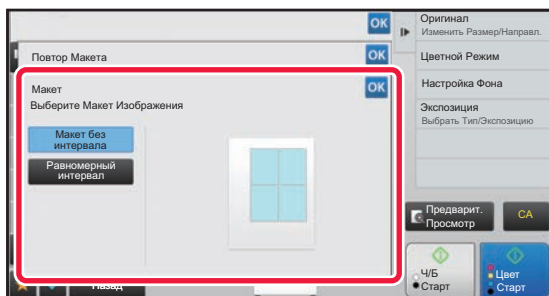 OK
Повтор Макета
OK
Макет
OK
Выберите Макет Изображения
Макет без
интервала
Равномерный
интервал
Назад
Оригинал
Изменить Размер/Направл.
Цветной Режим
Настройка Фона
Экспозиция
Выбрать Тип/Экспозицию
Предварит.
Просмотр
CA
Ч/Б
Старт
Цвет
Старт